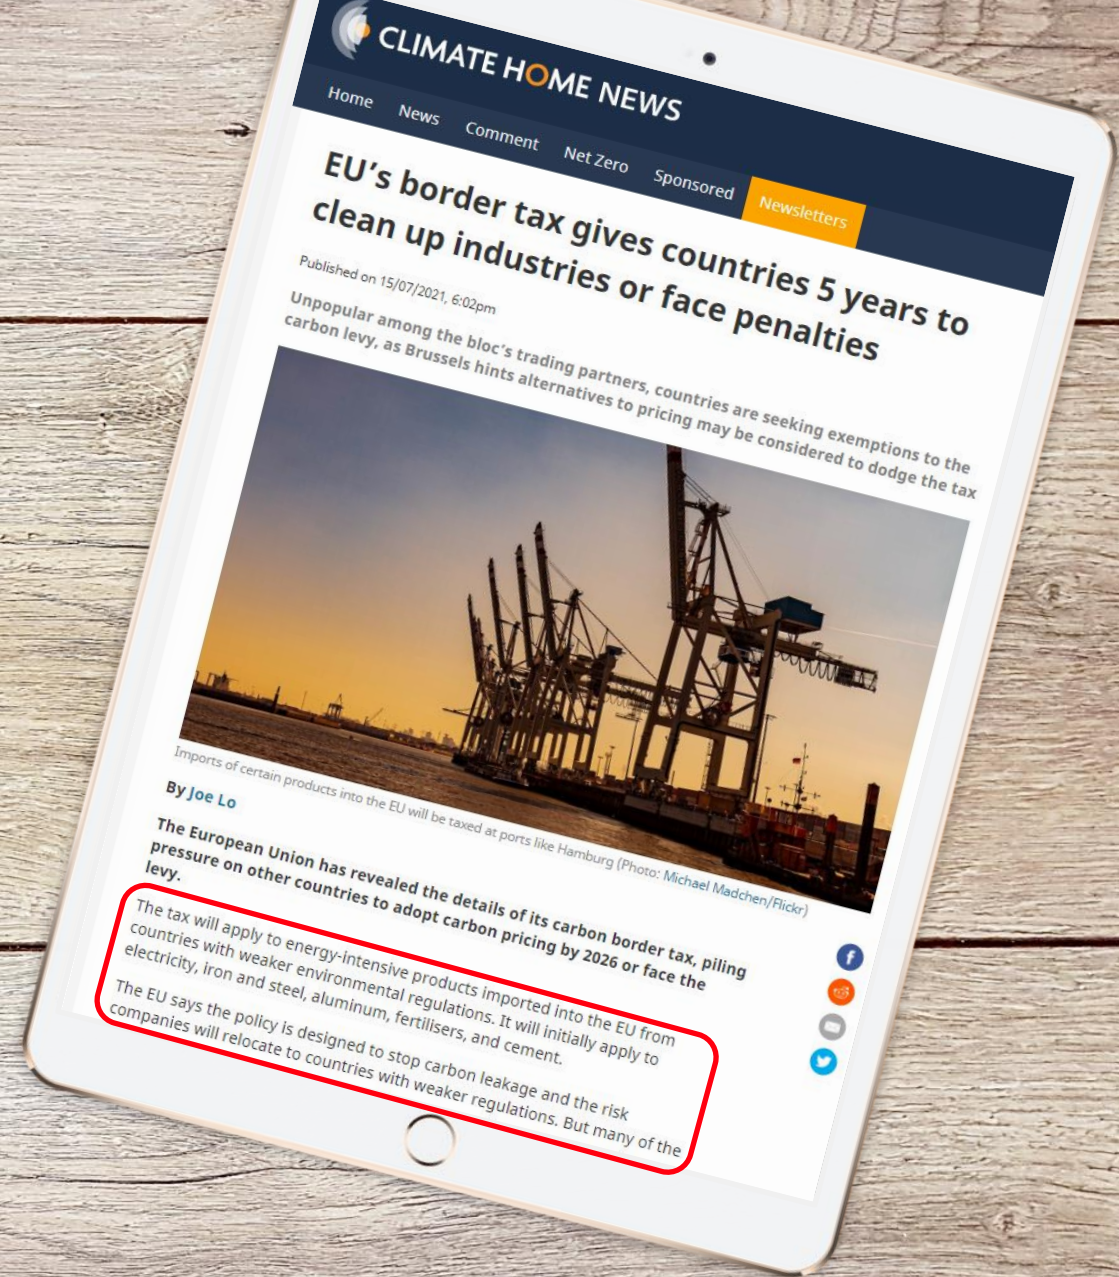 CLIMATE HOME NEWS
Home News Comment Net Zero Sponsored Newsletters
EU's border tax gives countries 5 years to
clean up industries or face penalties
Published on 15/07/2021, 6:02pm
Unpopular among the bloc's trading partners, countries are seeking exemptions to the
carbon levy, as Brussels hints alternatives to pricing may be considered to dodge the tax
Imports of certain products into the EU will be taxed at ports like Hamburg (Photo: Michael Madchen/Flickr)
By Joe Lo
The European Union has revealed the details of its carbon border tax, piling
pressure on other countries to adopt carbon pricing by 2026 or face the
levy.
The tax will apply to energy-intensive products imported into the EU from
countries with weaker environmental regulations. It will initially apply to
electricity, iron and steel, aluminum, fertilisers, and cement.
The EU says the policy is designed to stop carbon leakage and the risk
companies will relocate to countries with weaker regulations. But many of the